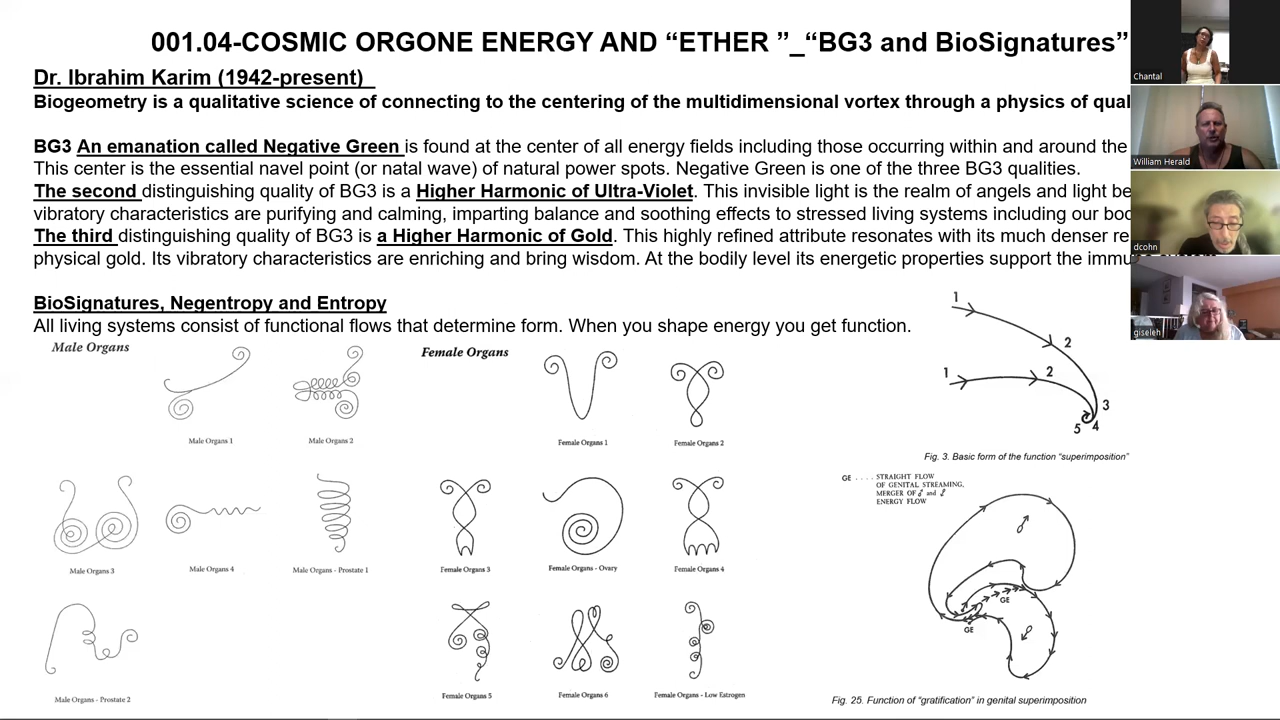 001.04-COSMIC ORGONE ENERGY AND “ETHER ”_“BG3 and BioSignatures”
Dr. Ibrahim Karim (1942-present)
Biogeometry is a qualitative science of connecting to the centering of the multidimensional vortex through a physics of qual
BG3 An emanation called Negative Green is found at the center of all energy fields including those occurring within and around the
This center is the essential navel point (or natal wave) of natural power spots. Negative Green is one of the three BG3 qualities.
The second distinguishing quality of BG3 is a Higher Harmonic of Ultra-Violet. This invisible light is the realm of angels and light be
vibratory characteristics are purifying and calming, imparting balance and soothing effects to stressed living systems including our bod
The third distinguishing quality of BG3 is a Higher Harmonic of Gold. This highly refined attribute resonates with its much denser re
physical gold. Its vibratory characteristics are enriching and bring wisdom. At the bodily level its energetic properties support the immu
BioSignatures, Negentropy and Entropy
All living systems consist of functional flows that determine form. When you shape energy you get function.
Male Organs
Female Organs
Male Organs 1
Male Organs 2
Female Organs 1
Female Organs 2
Male Organs 3
Male Organs 4
Male Organs - Prostate 1
Female Organs 3
Female Organs - Ovary
Female Organs 4
Male Organs - Prostate 2
Female Organs 5
Female Organs 6
Female Organs - Low Estrogen
1
2
1
2
3
5
4
Fig. 3. Basic form of the function “superimposition”
GE . . . . STRAIGHT FLOW
OF GENITAL STREAMING,
MERGER OF ♂ and ♀
ENERGY FLOW
♂
GE
GE
♀
Fig. 25. Function of “gratification” in genital superimposition
Chantal
William Herald
dcohn
giseleh